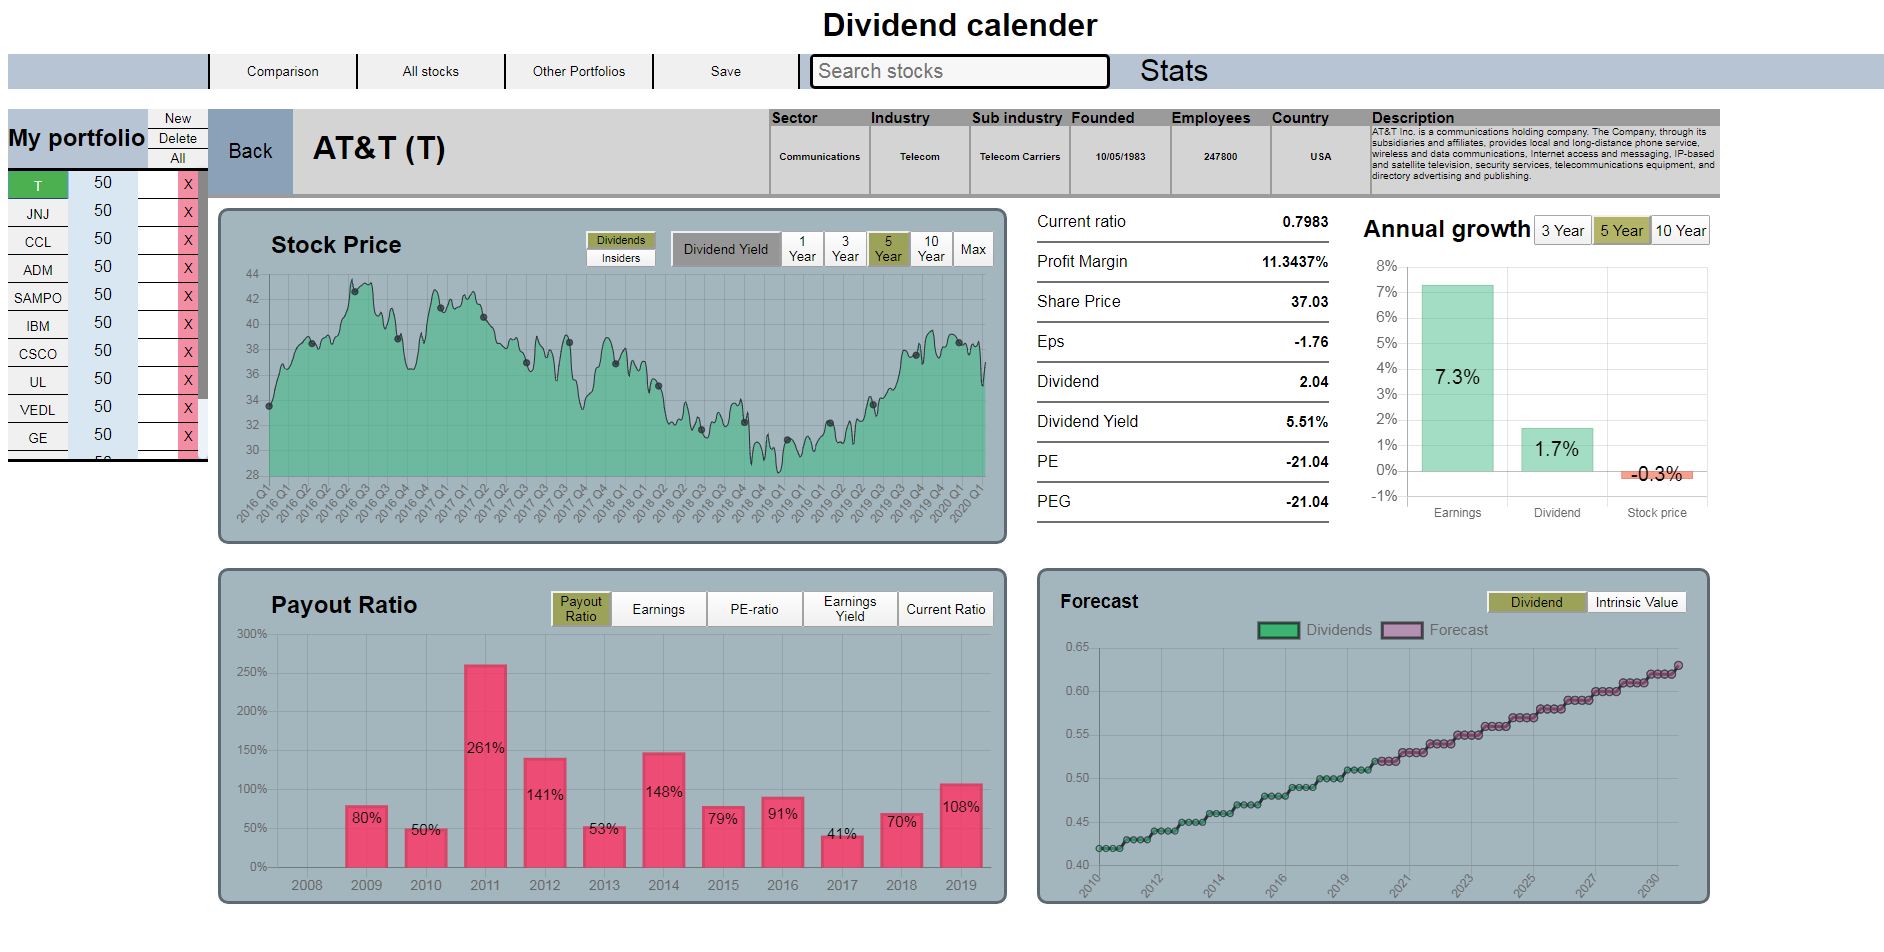 Dividend calender
Comparison
All stocks
Other Portfolios
Save
Search stocks
Stats
My portfolio
New
Delete
All
T 50 X
JNJ 50 X
CCL 50 X
ADM 50 X
SAMPO 50 X
IBM 50 X
CSCO 50 X
UL 50 X
VEDL 50 X
GE 50 X
Back
AT&T (T)
Sector Industry Sub industry Founded Employees Country Description
Communications Telecom Telecom Carriers 10/05/1983 247800 USA
AT&T Inc. is a communications holding company. The Company, through its
subsidiaries and affiliates, provides local and long-distance phone service,
wireless and data communications, Internet access and messaging, IP-based
and satellite television, security services, telecommunications equipment, and
directory advertising and publishing.
Stock Price
Dividends
Insiders
Dividend Yield
1
Year
3
Year
5
Year
10
Year
Max
44
42
40
38
36
34
32
30
28
2016 Q1
2016 Q1
2016 Q2
2016 Q2
2016 Q2
2016 Q3
2016 Q4
2016 Q4
2017 Q1
2017 Q1
2017 Q2
2017 Q2
2017 Q3
2017 Q3
2017 Q3
2017 Q4
2017 Q4
2018 Q1
2018 Q1
2018 Q2
2018 Q2
2018 Q3
2018 Q3
2018 Q4
2018 Q4
2019 Q1
2019 Q1
2019 Q1
2019 Q2
2019 Q2
2019 Q3
2019 Q3
2019 Q4
2019 Q4
2020 Q1
2020 Q1
Current ratio 0.7983
Profit Margin 11.3437%
Share Price 37.03
Eps -1.76
Dividend 2.04
Dividend Yield 5.51%
PE -21.04
PEG -21.04
Annual growth
3 Year
5 Year
10 Year
8%
7%
6%
5%
4%
3%
2%
1%
0%
-1%
7.3%
1.7%
-0.3%
Earnings Dividend Stock price
Payout Ratio
Payout
Ratio
Earnings
PE-ratio
Earnings
Yield
Current Ratio
300%
250%
200%
150%
100%
50%
0%
80%
50%
261%
141%
53%
148%
79%
91%
41%
70%
108%
2008 2009 2010 2011 2012 2013 2014 2015 2016 2017 2018 2019
Forecast
Dividend
Intrinsic Value
Dividends
Forecast
0.65
0.60
0.55
0.50
0.45
0.40
2010
2012
2014
2016
2019
2021
2023
2025
2027
2030